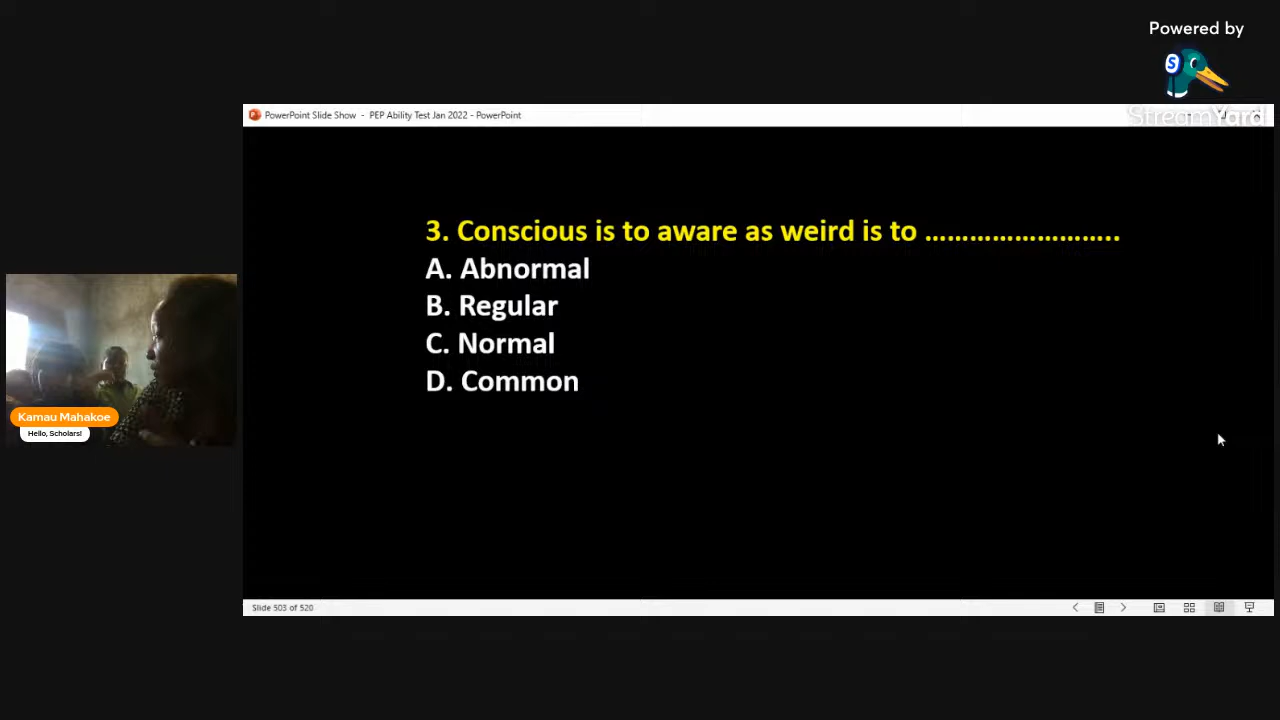 Powered by
StreamYard
PowerPoint Slide Show - PEP Ability Test Jan 2022 - PowerPoint
3. Conscious is to aware as weird is to ……………………..
A. Abnormal
B. Regular
C. Normal
D. Common
Kamau Mahakoe
Hello, Scholars!
Slide 503 of 520